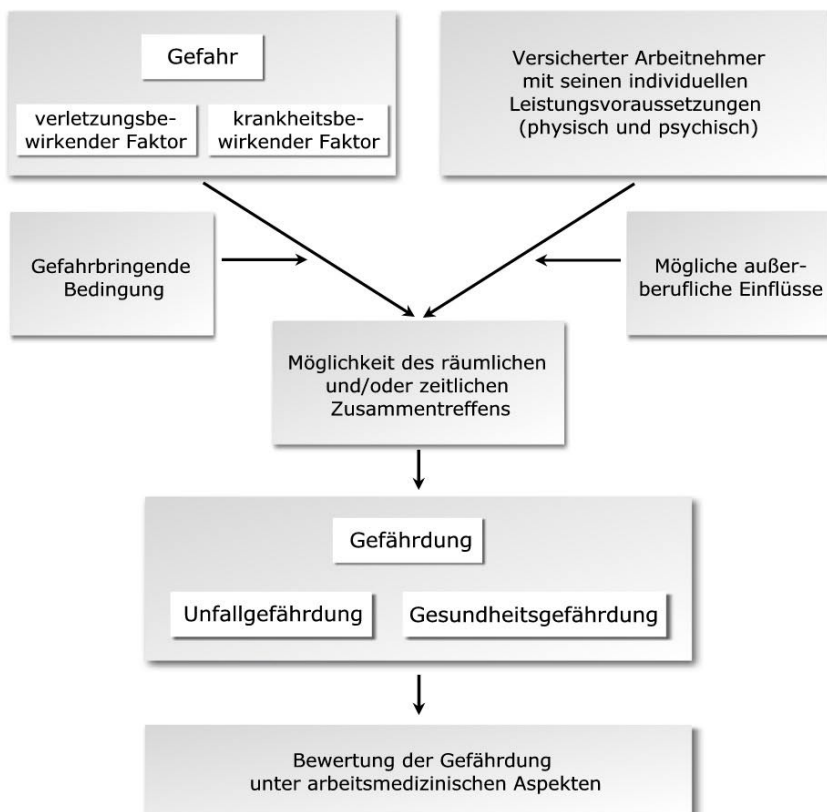 Gefahr
verletzungsbe-
wirkender Faktor
krankheitsbe-
wirkender Faktor
Versicherter Arbeitnehmer
mit seinen individuellen
Leistungsvoraussetzungen
(physisch und psychisch)
Gefahrbringende
Bedingung
Mögliche außer-
berufliche Einflüsse
Möglichkeit des räumlichen
und/oder zeitlichen
Zusammentreffens
Gefährdung
Unfallgefährdung
Gesundheitsgefährdung
Bewertung der Gefährdung
unter arbeitsmedizinischen Aspekten